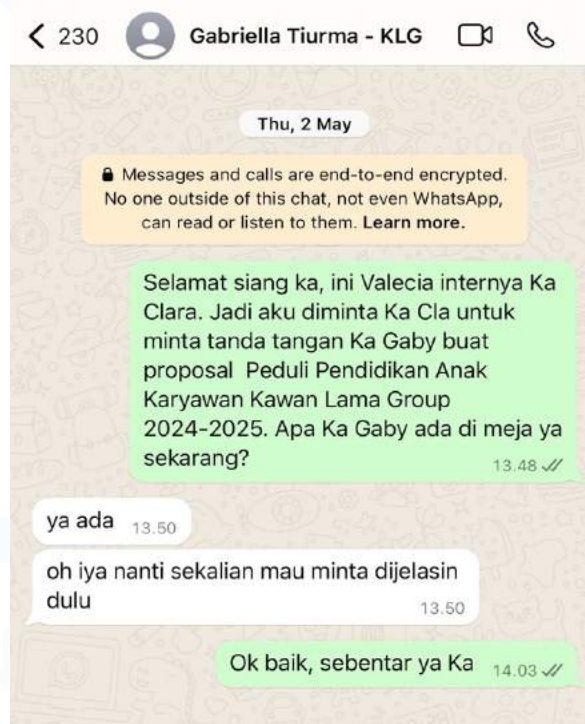 230 Gabriella Tiurma - KLG
Thu, 2 May
Messages and calls are end-to-end encrypted.
No one outside of this chat, not even WhatsApp,
can read or listen to them. Learn more.
Selamat siang ka, ini Valecia internya Ka
Clara. Jadi aku diminta Ka Cla untuk
minta tanda tangan Ka Gaby buat
proposal Peduli Pendidikan Anak
Karyawan Kawan Lama Group
2024-2025. Apa Ka Gaby ada di meja ya
sekarang? 13.48
ya ada 13.50
oh iya nanti sekalian mau minta dijelasin
dulu 13.50
Ok baik, sebentar ya Ka 14.03